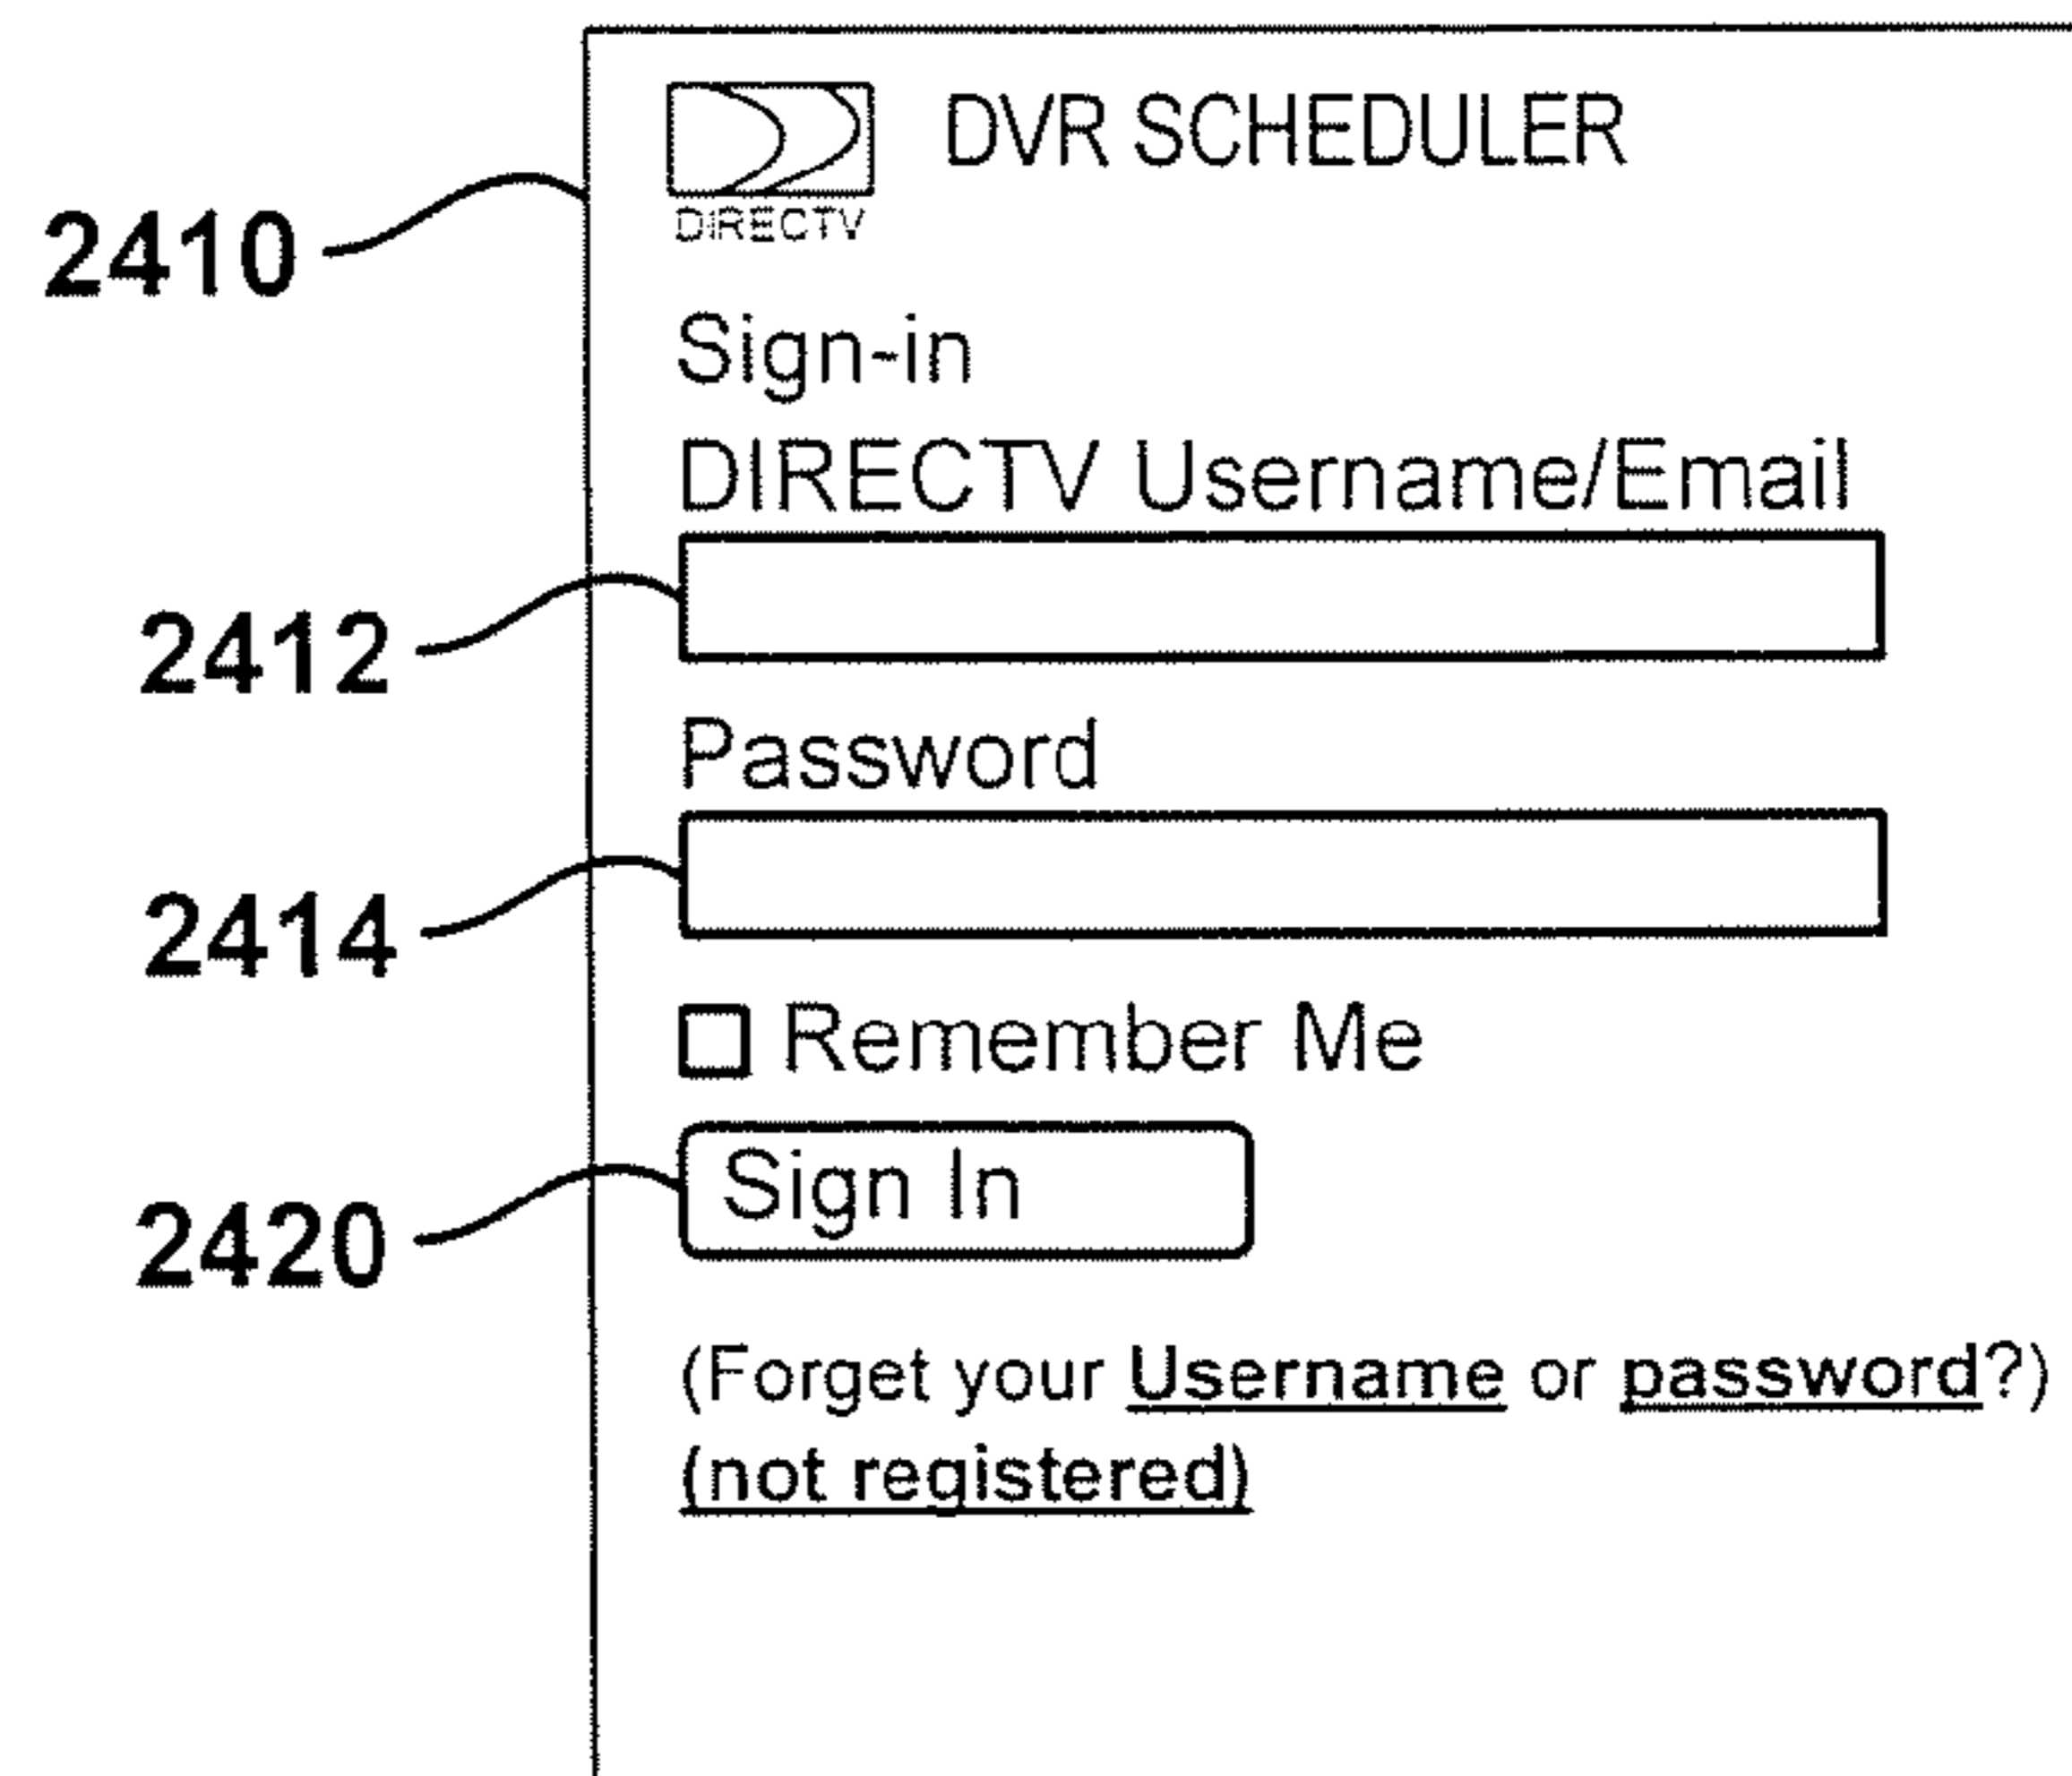 DVR SCHEDULER
2410
DIRECTV
Sign-in
DIRECTV Username/Email
2412
Password
2414
Remember Me
2420
Sign In
(Forget your Username or password?)
(not registered)